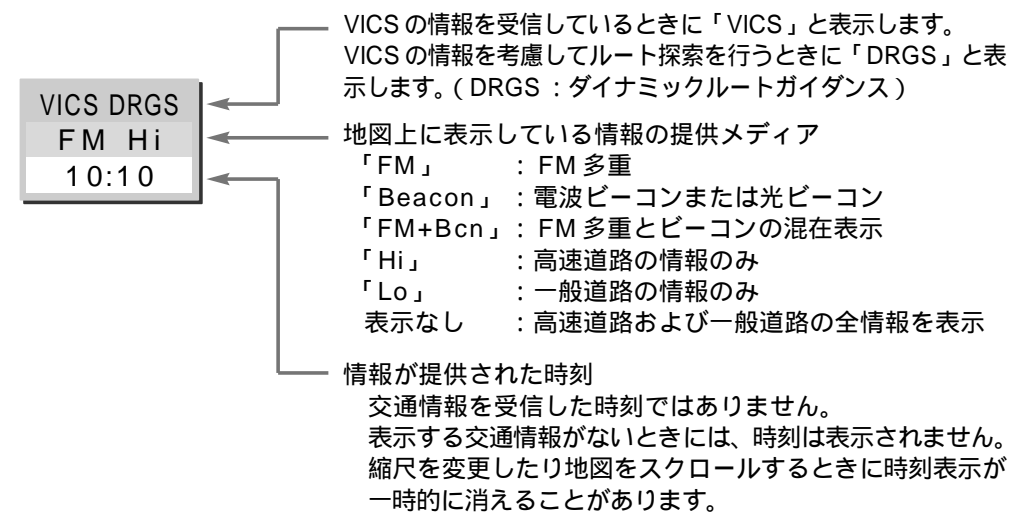 VICS DRGS
FM Hi
10:10
VICSの情報を受信しているときに「VICS」と表示します。
VICSの情報を考慮してルート探索を行うときに「DRGS」と表
示します。(DRGS：ダイナミックルートガイダンス)
地図上に表示している情報の提供メディア
「FM」：FM多重
「Beacon」：電波ビーコンまたは光ビーコン
「FM+Bcn」：FM多重とビーコンの混在表示
「Hi」：高速道路の情報のみ
「Lo」：一般道路の情報のみ
表示なし：高速道路および一般道路の全情報を表示
情報が提供された時刻
交通情報を受信した時刻ではありません。
表示する交通情報がないときには、時刻は表示されません。
縮尺を変更したり地図をスクロールするときに時刻表示が
一時的に消えることがあります。